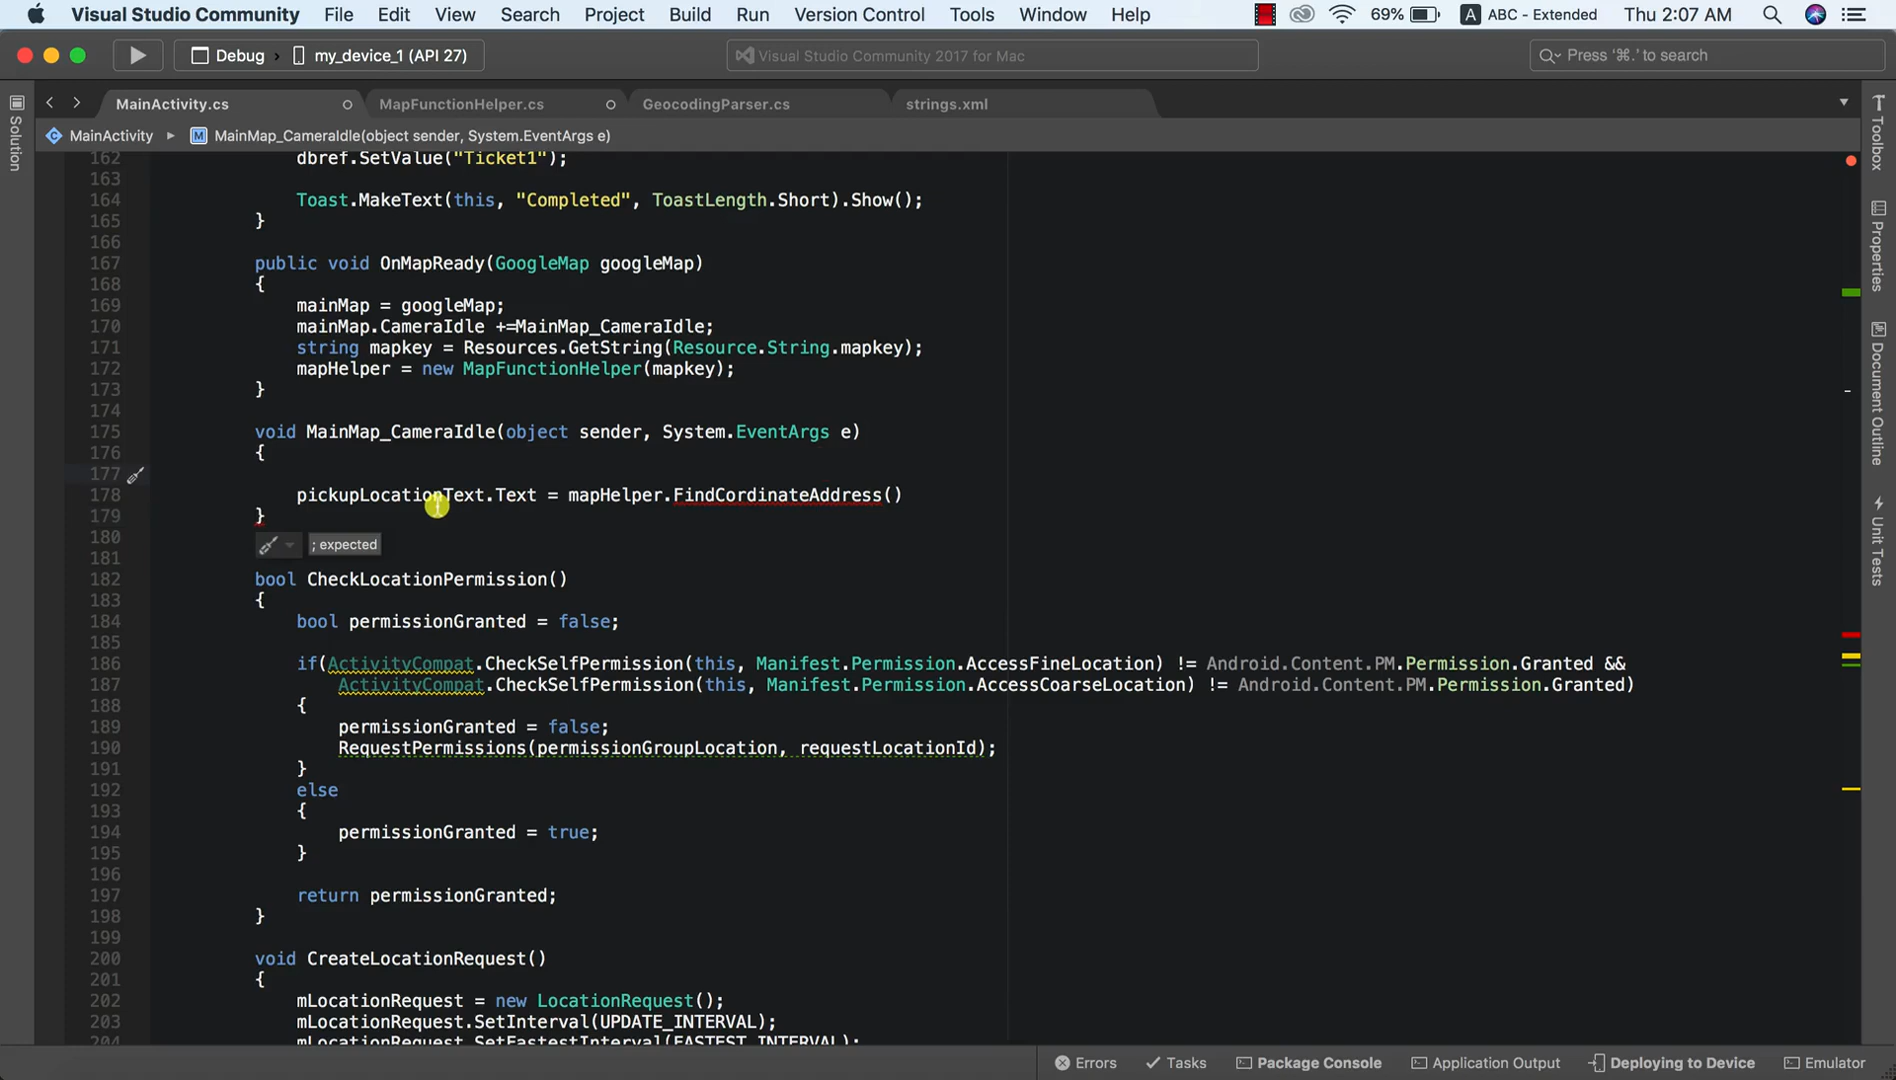 Visual Studio Community File Edit View Search Project Build Run Version Control Tools Window Help 69% A ABC - Extended Thu 2:07 AM
Debug my_device_1 (API 27) Visual Studio Community 2017 for Mac Press '⌘.' to search
MainActivity.cs MapFunctionHelper.cs GeocodingParser.cs strings.xml
C MainActivity M MainMap_CameraIdle(object sender, System.EventArgs e)
Solution
162 dbref.SetValue("Ticket1");
163
164 Toast.MakeText(this, "Completed", ToastLength.Short).Show();
165 }
166
167 public void OnMapReady(GoogleMap googleMap)
168 {
169 mainMap = googleMap;
170 mainMap.CameraIdle +=MainMap_CameraIdle;
171 string mapkey = Resources.GetString(Resource.String.mapkey);
172 mapHelper = new MapFunctionHelper(mapkey);
173 }
174
175 void MainMap_CameraIdle(object sender, System.EventArgs e)
176 {
177
178 pickupLocationText.Text = mapHelper.FindCordinateAddress()
179 }
180
; expected
181
182 bool CheckLocationPermission()
183 {
184 bool permissionGranted = false;
185
186 if(ActivityCompat.CheckSelfPermission(this, Manifest.Permission.AccessFineLocation) != Android.Content.PM.Permission.Granted &&
187 ActivityCompat.CheckSelfPermission(this, Manifest.Permission.AccessCoarseLocation) != Android.Content.PM.Permission.Granted)
188 {
189 permissionGranted = false;
190 RequestPermissions(permissionGroupLocation, requestLocationId);
191 }
192 else
193 {
194 permissionGranted = true;
195 }
196
197 return permissionGranted;
198 }
199
200 void CreateLocationRequest()
201 {
202 mLocationRequest = new LocationRequest();
203 mLocationRequest.SetInterval(UPDATE_INTERVAL);
204 mLocationRequest.SetFastestInterval(FASTEST_INTERVAL);
Toolbox
Properties
Document Outline
Unit Tests
Errors Tasks Package Console Application Output Deploying to Device Emulator